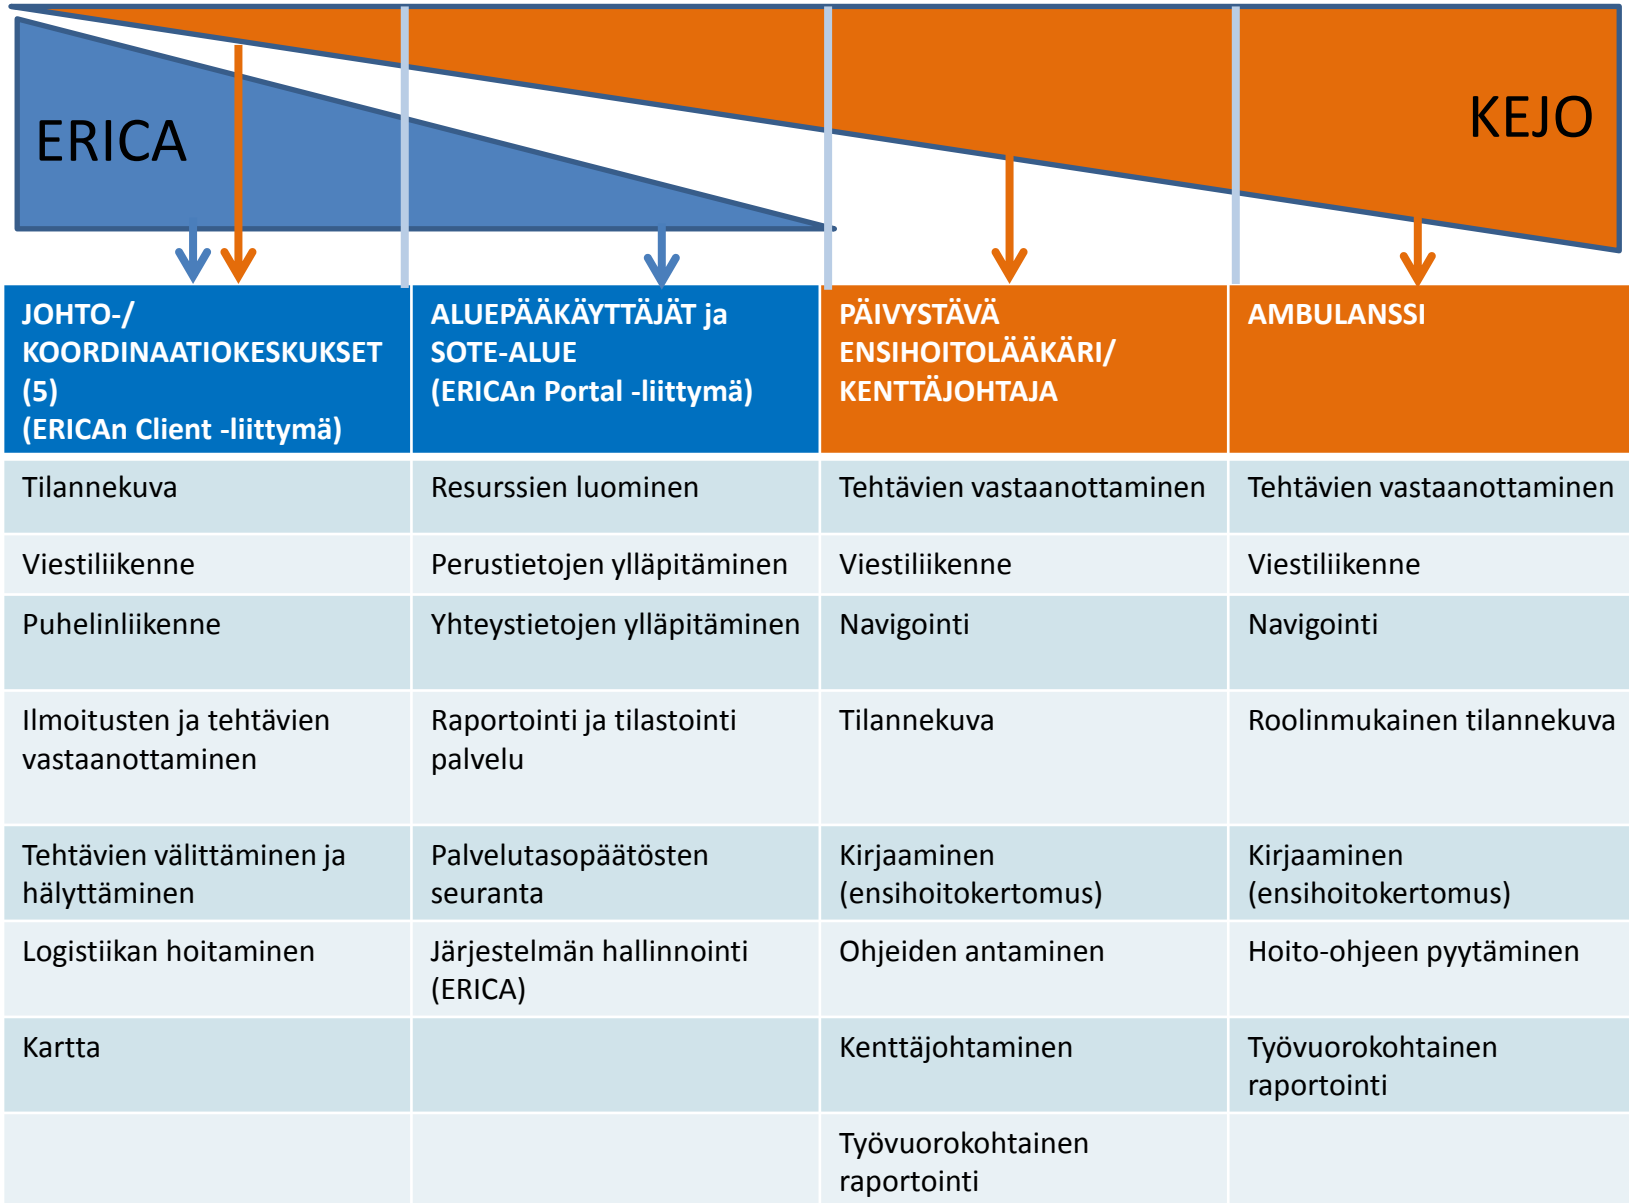 ERICA
KEJO
JOHTO-/
KOORDINAATIOKESKUKSET
(5)
(ERICAn Client -liittymä)
ALUEPÄÄKÄYTTÄJÄT ja
SOTE-ALUE
(ERICAn Portal -liittymä)
PÄIVYSTÄVÄ
ENSIHOITOLÄÄKÄRI/
KENTTÄJOHTAJA
AMBULANSSI
Tilannekuva
Resurssien luominen
Tehtävien vastaanottaminen
Tehtävien vastaanottaminen
Viestiliikenne
Perustietojen ylläpitäminen
Viestiliikenne
Viestiliikenne
Puhelinliikenne
Yhteystietojen ylläpitäminen
Navigointi
Navigointi
Ilmoitusten ja tehtävien
vastaanottaminen
Raportointi ja tilastointi
palvelu
Tilannekuva
Roolinmukainen tilannekuva
Tehtävien välittäminen ja
hälyttäminen
Palvelutasopäätösten
seuranta
Kirjaaminen
(ensihoitokertomus)
Kirjaaminen
(ensihoitokertomus)
Logistiikan hoitaminen
Järjestelmän hallinnointi
(ERICA)
Ohjeiden antaminen
Hoito-ohjeen pyytäminen
Kartta
Kenttäjohtaminen
Työvuorokohtainen
raportointi
Työvuorokohtainen
raportointi